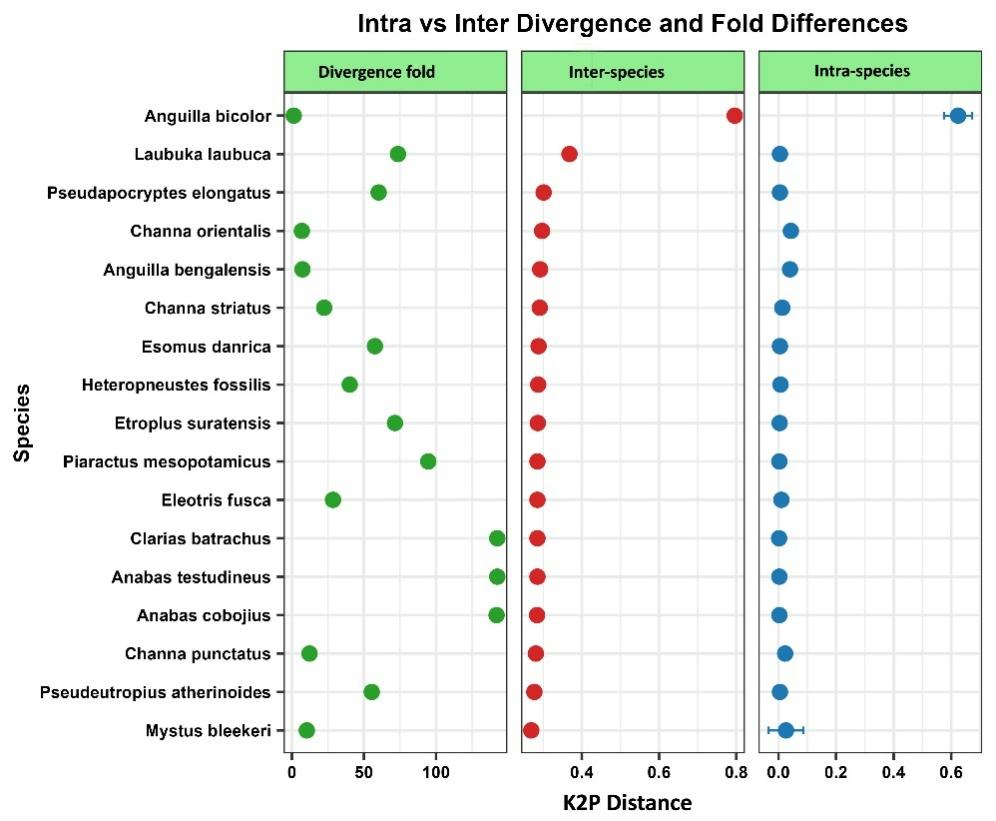 Intra vs Inter Divergence and Fold Differences
Divergence fold
Inter-species
Intra-species
Species
Anguilla bicolor
Laubuka laubuca
Pseudapocryptes elongatus
Channa orientalis
Anguilla bengalensis
Channa striatus
Esomus danrica
Heteropneustes fossilis
Etroplus suratensis
Piaractus mesopotamicus
Eleotris fusca
Clarias batrachus
Anabas testudineus
Anabas cobojius
Channa punctatus
Pseudeutropius atherinoides
Mystus bleekeri
0 50 100 0.4 0.6 0.8 0.0 0.2 0.4 0.6
K2P Distance